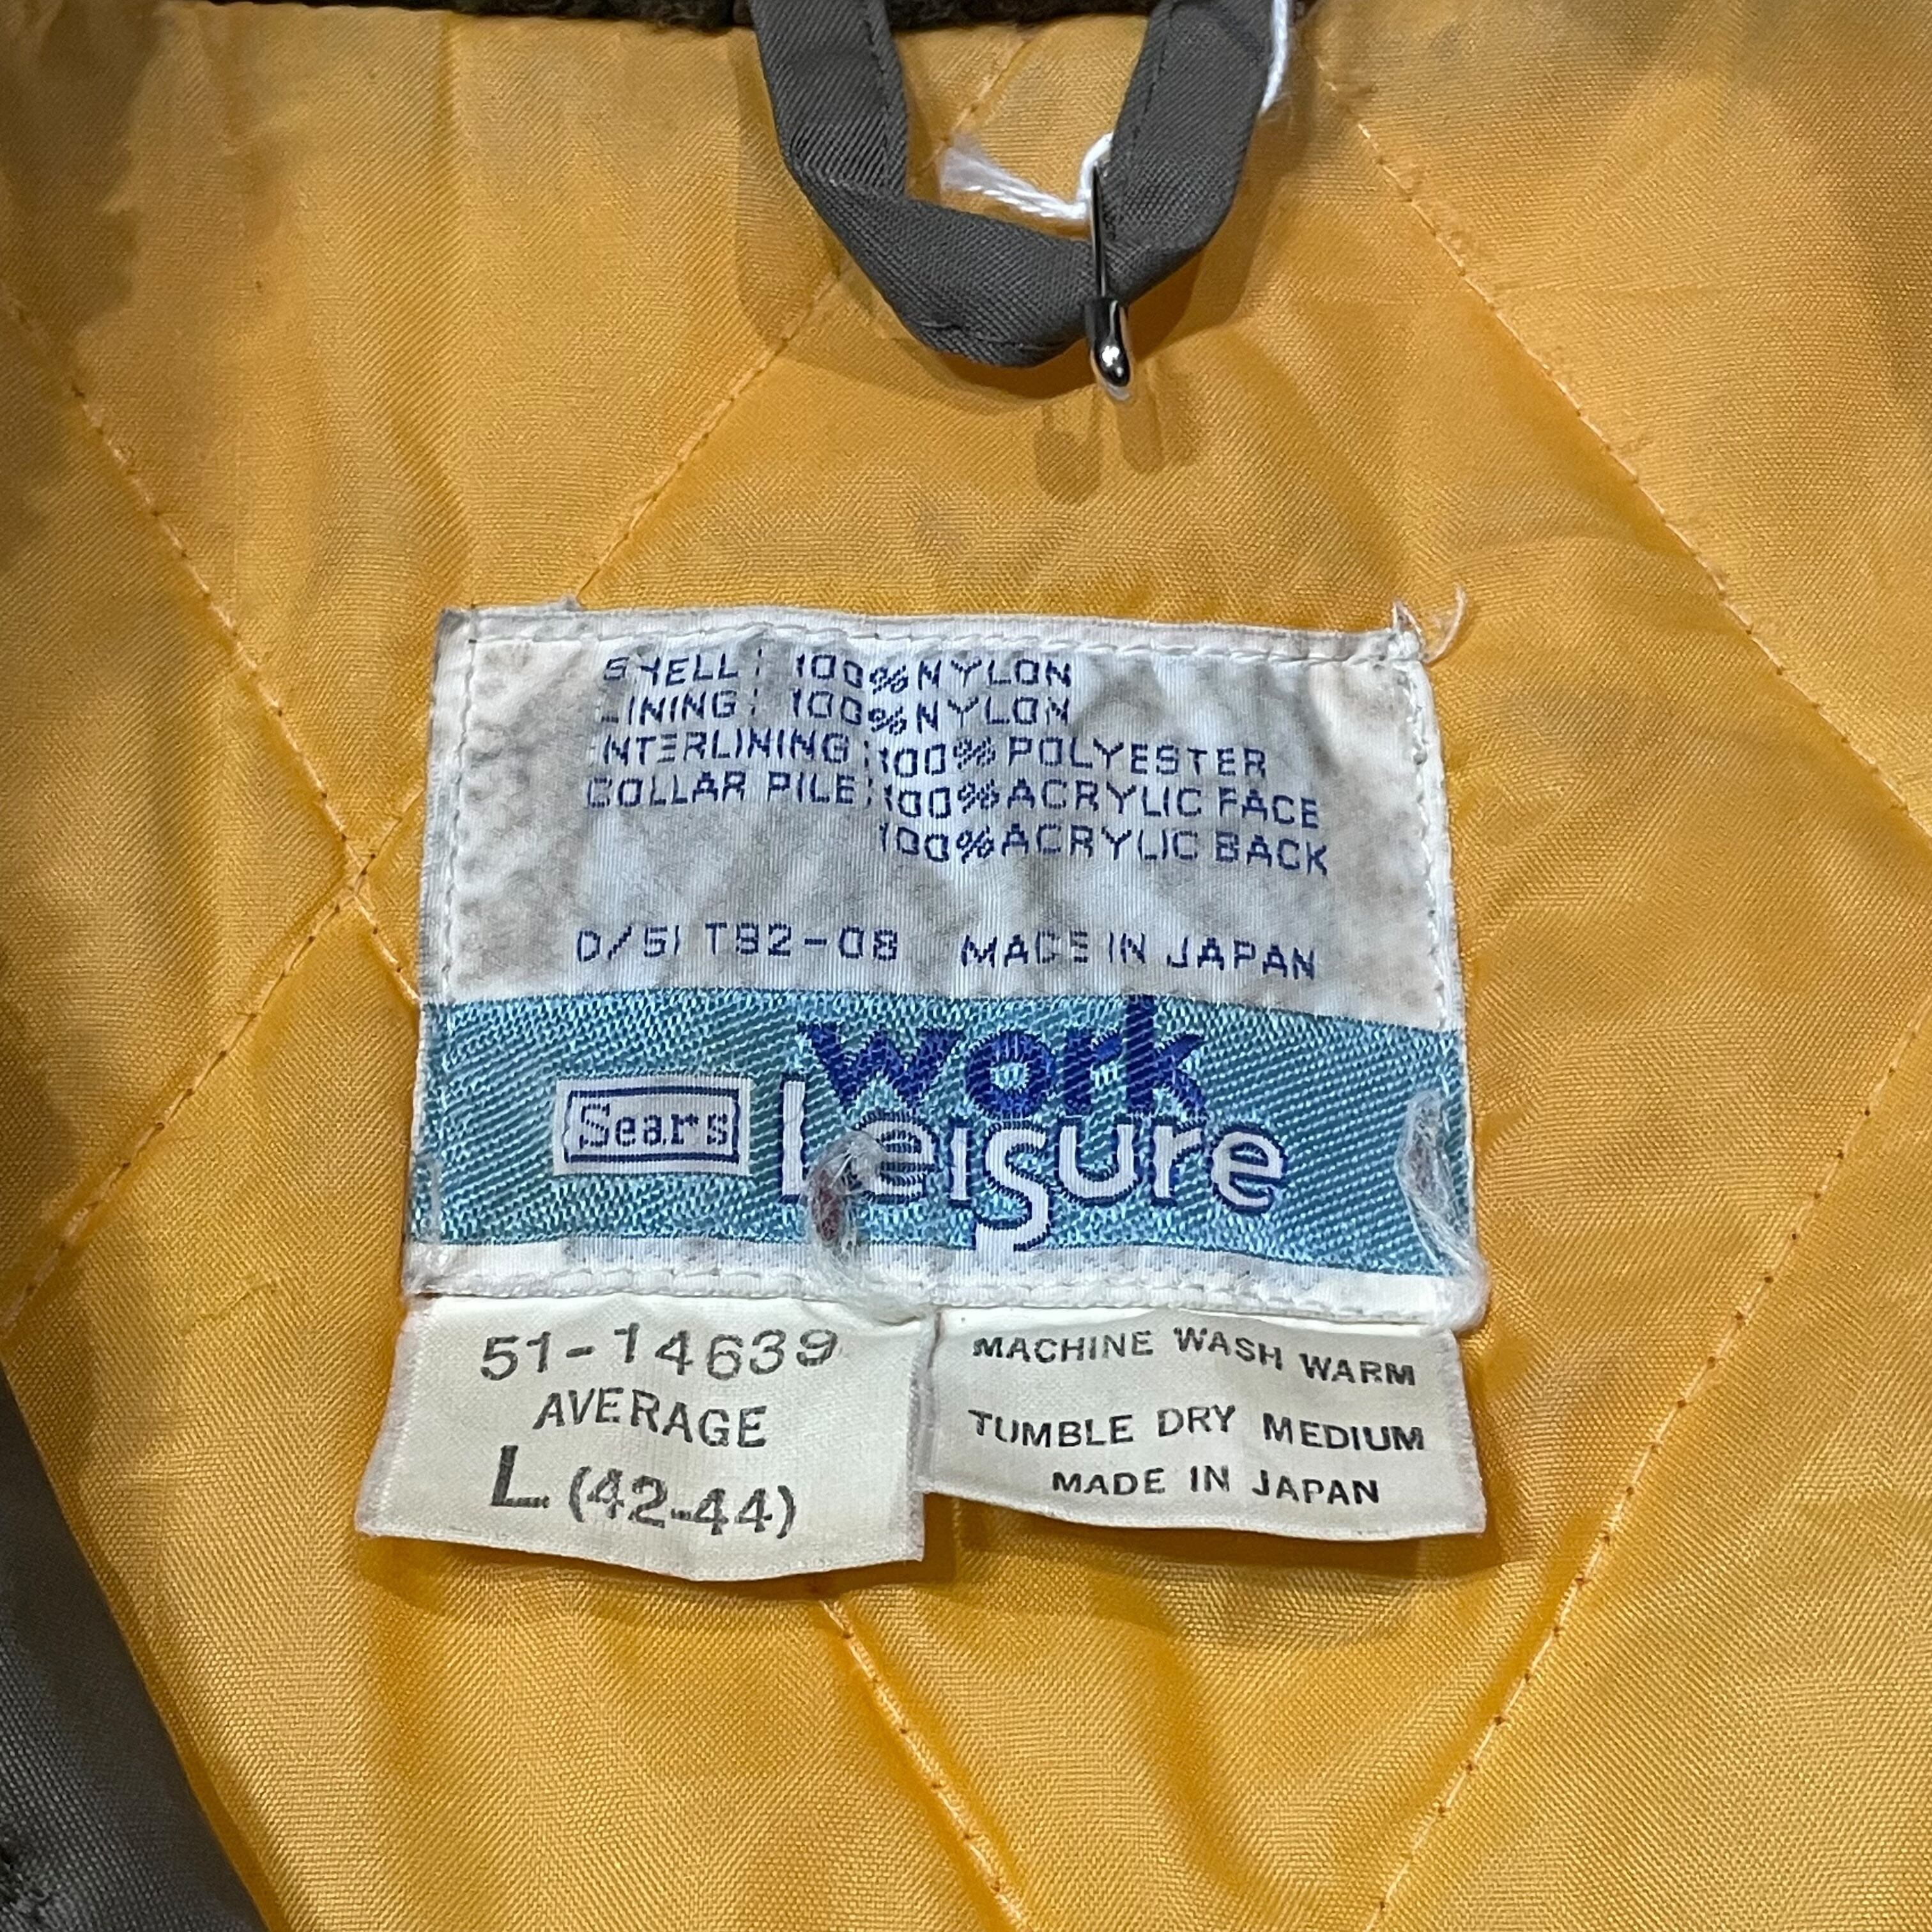 SHELL: 100% NYLON
LINING: 100% NYLON
INTERLINING: 100% POLYESTER
COLLAR PILE: 100% ACRYLIC FACE
100% ACRYLIC BACK
D/51 T82-08 MADE IN JAPAN
work
Sears Leisure
51-14639
AVERAGE
L (42-44)
MACHINE WASH WARM
TUMBLE DRY MEDIUM
MADE IN JAPAN